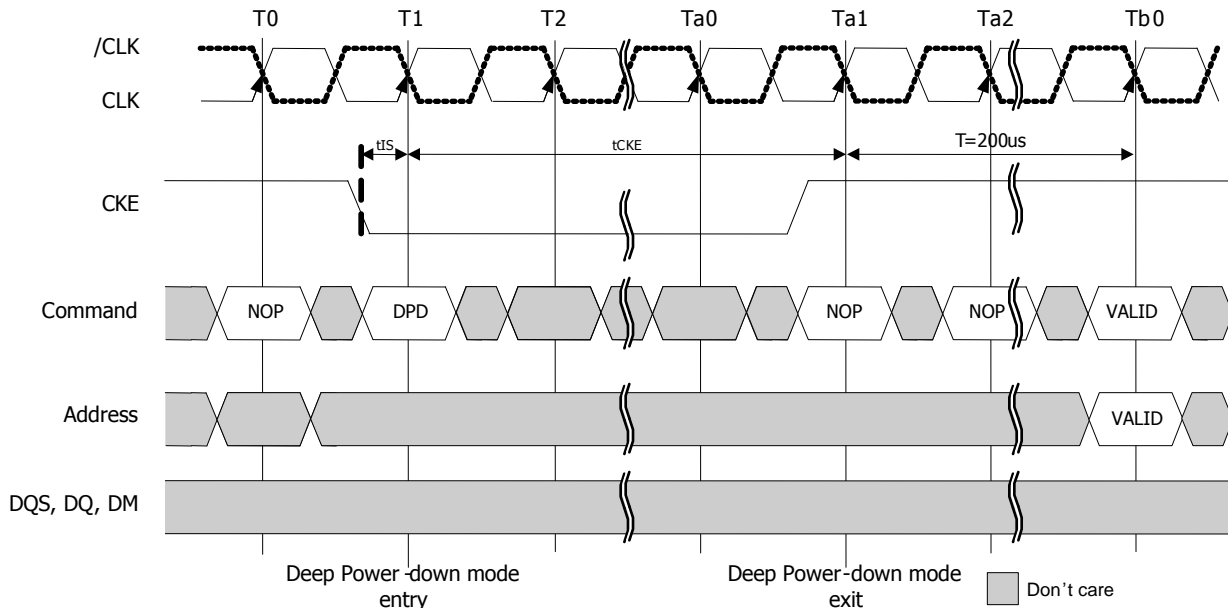 T0 T1 T2 Ta0 Ta1 Ta2 Tb0
/CLK
CLK
tIS tCKE T=200us
CKE
Command NOP DPD NOP NOP VALID
Address VALID
DQS, DQ, DM
Deep Power-down mode entry
Deep Power-down mode exit
Don't care